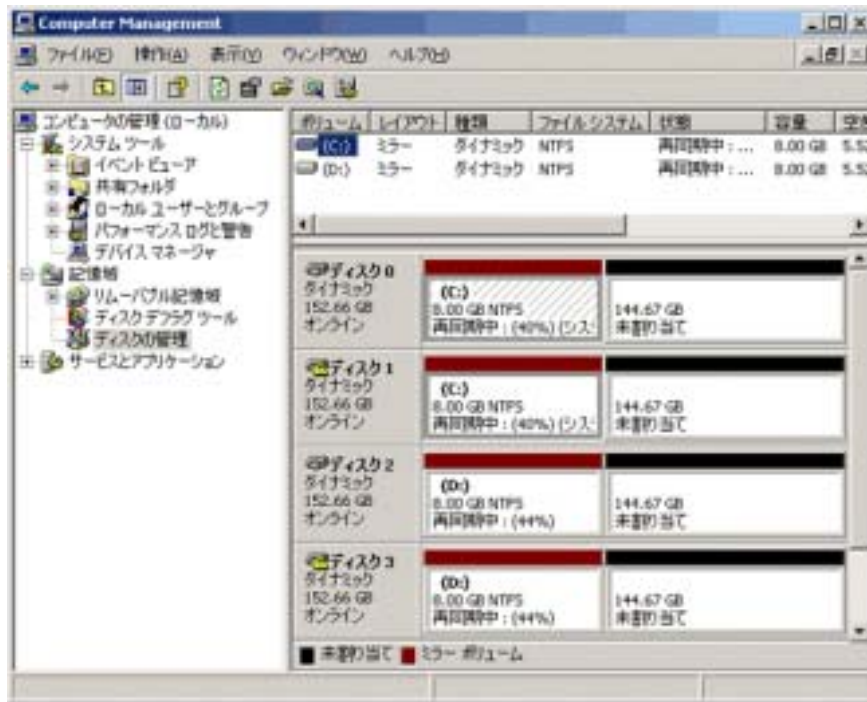 Computer Management
ファイル(F) 操作(A) 表示(V) ウィンドウ(W) ヘルプ(H)
コンピュータの管理 (ローカル)
システム ツール
イベント ビューア
共有フォルダ
ローカル ユーザーとグループ
パフォーマンス ログと警告
デバイス マネージャ
記憶域
リムーバブル記憶域
ディスク デフラグ ツール
ディスクの管理
サービスとアプリケーション
ボリューム レイアウト 種類 ファイル システム 状態 容量 空き
(C:) ミラー ダイナミック NTFS 再同期中 : ... 8.00 GB 5.52
(D:) ミラー ダイナミック NTFS 再同期中 : ... 8.00 GB 5.52
ディスク 0
ダイナミック
152.66 GB
オンライン
(C:)
8.00 GB NTFS
再同期中 : (40%) (シス
144.67 GB
未割り当て
ディスク 1
ダイナミック
152.66 GB
オンライン
(C:)
8.00 GB NTFS
再同期中 : (40%) (シス
144.67 GB
未割り当て
ディスク 2
ダイナミック
152.66 GB
オンライン
(D:)
8.00 GB NTFS
再同期中 : (44%)
144.67 GB
未割り当て
ディスク 3
ダイナミック
152.66 GB
オンライン
(D:)
8.00 GB NTFS
再同期中 : (44%)
144.67 GB
未割り当て
未割り当て ミラー ボリューム